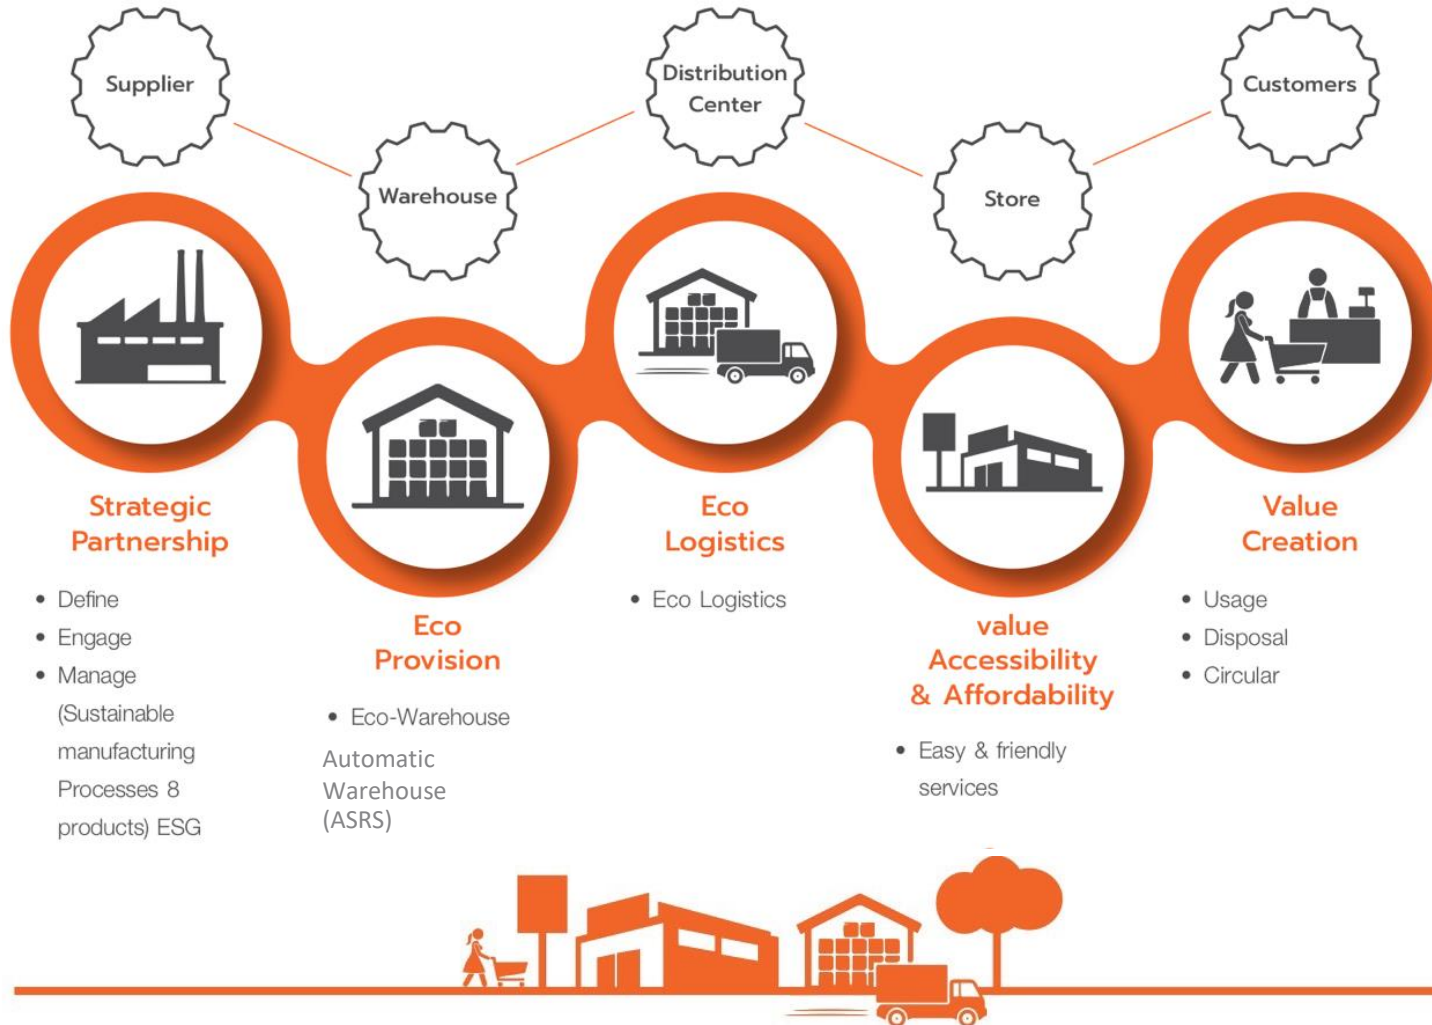 Supplier
Warehouse
Distribution
Center
Store
Customers
Strategic
Partnership
• Define
• Engage
• Manage
(Sustainable
manufacturing
Processes 8
products) ESG
Eco
Provision
• Eco-Warehouse
Automatic
Warehouse
(ASRS)
Eco
Logistics
• Eco Logistics
value
Accessibility
& Affordability
• Easy & friendly
services
Value
Creation
• Usage
• Disposal
• Circular